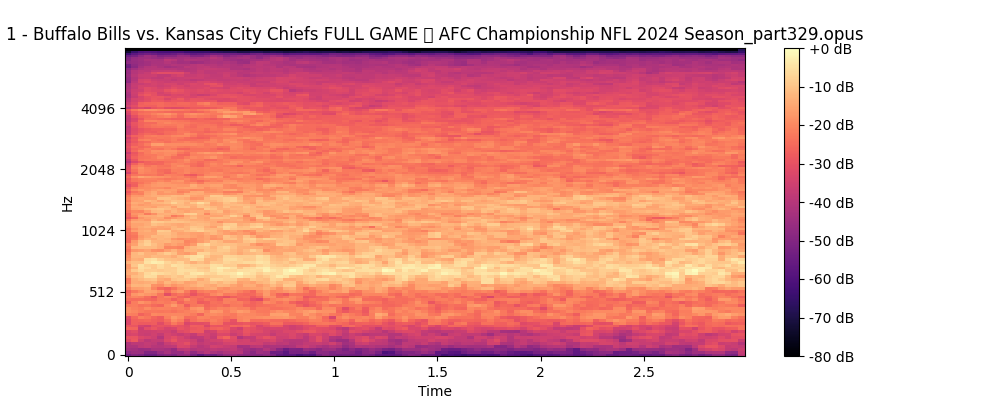 1 - Buffalo Bills vs. Kansas City Chiefs FULL GAME  AFC Championship NFL 2024 Season_part329.opus
+0 dB
-10 dB
-20 dB
-30 dB
-40 dB
-50 dB
-60 dB
-70 dB
-80 dB
Hz
4096
2048
1024
512
0
0
0.5
1
1.5
2
2.5
Time